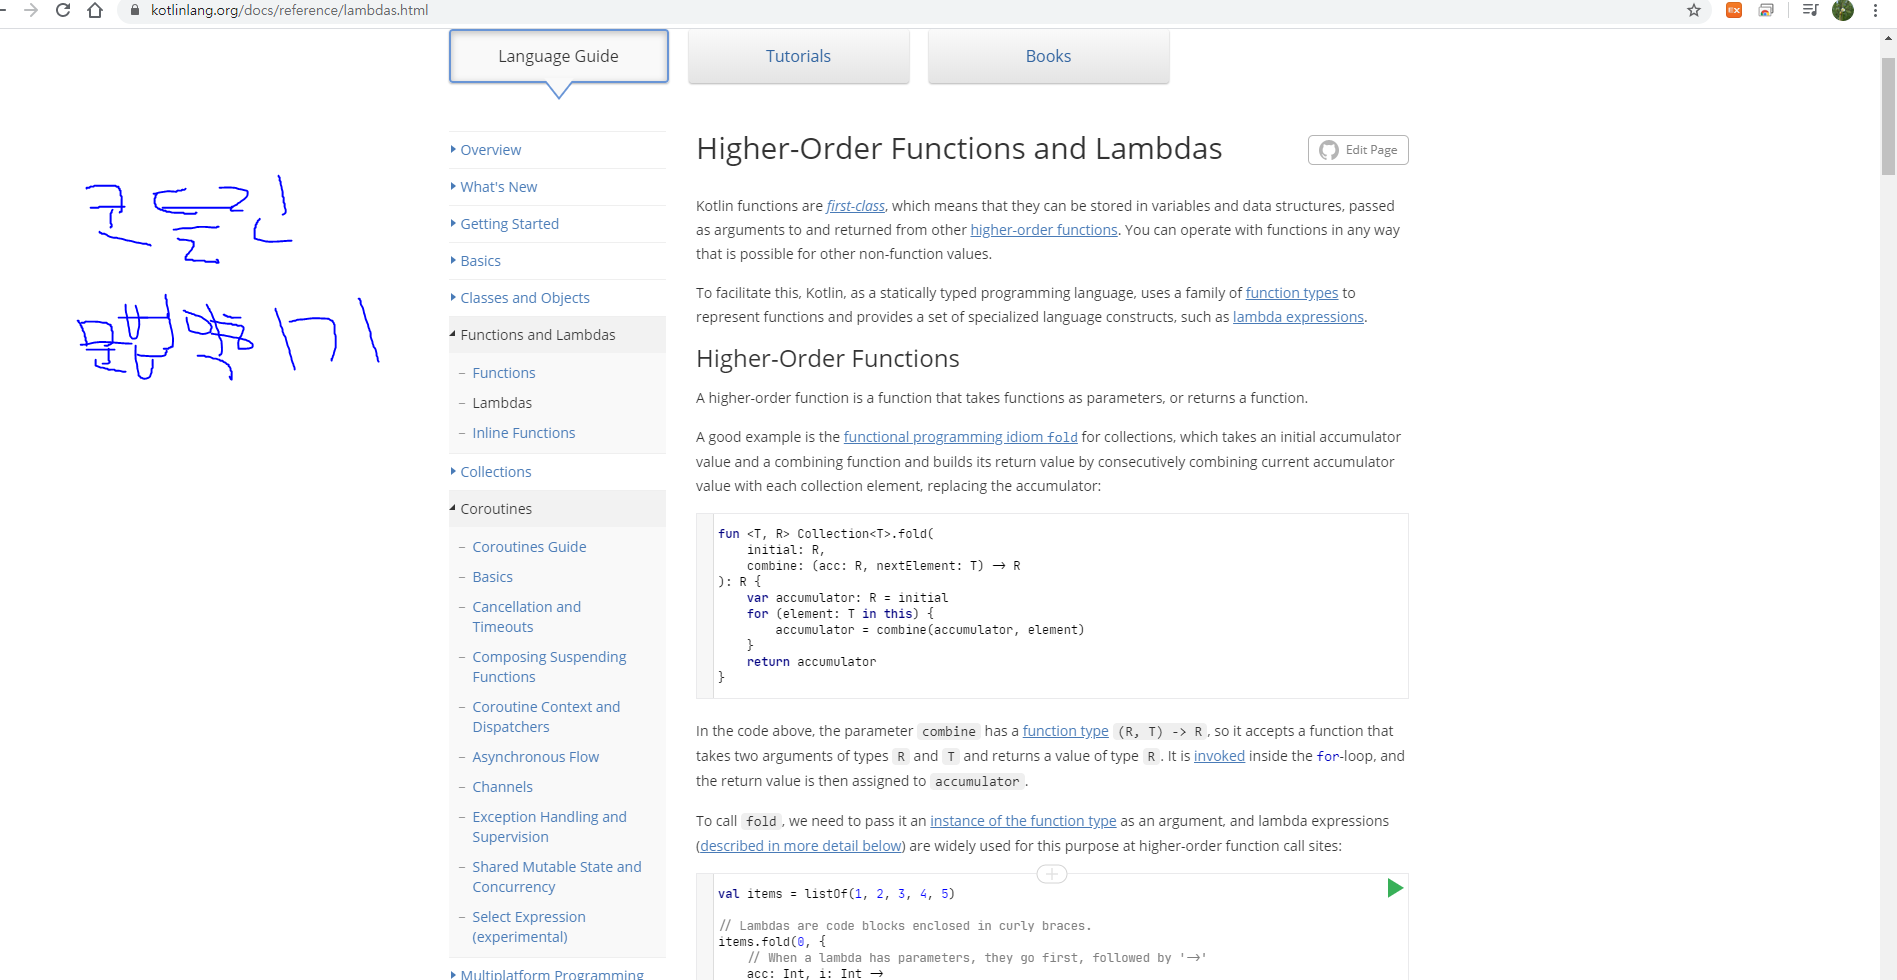 kotlinlang.org/docs/reference/lambdas.html
Language Guide
Tutorials
Books
코틀린
문법
Overview
What's New
Getting Started
Basics
Classes and Objects
Functions and Lambdas
– Functions
– Lambdas
– Inline Functions
Collections
Coroutines
– Coroutines Guide
– Basics
– Cancellation and
Timeouts
– Composing Suspending
Functions
– Coroutine Context and
Dispatchers
– Asynchronous Flow
– Channels
– Exception Handling and
Supervision
– Shared Mutable State and
Concurrency
– Select Expression
(experimental)
Multiplatform Programming
Higher-Order Functions and Lambdas
Edit Page
Kotlin functions are first-class, which means that they can be stored in variables and data structures, passed
as arguments to and returned from other higher-order functions. You can operate with functions in any way
that is possible for other non-function values.
To facilitate this, Kotlin, as a statically typed programming language, uses a family of function types to
represent functions and provides a set of specialized language constructs, such as lambda expressions.
Higher-Order Functions
A higher-order function is a function that takes functions as parameters, or returns a function.
A good example is the functional programming idiom fold for collections, which takes an initial accumulator
value and a combining function and builds its return value by consecutively combining current accumulator
value with each collection element, replacing the accumulator:
fun <T, R> Collection<T>.fold(
initial: R,
combine: (acc: R, nextElement: T) → R
): R {
var accumulator: R = initial
for (element: T in this) {
accumulator = combine(accumulator, element)
}
return accumulator
}
In the code above, the parameter combine has a function type (R, T) -> R, so it accepts a function that
takes two arguments of types R and T and returns a value of type R. It is invoked inside the for-loop, and
the return value is then assigned to accumulator.
To call fold, we need to pass it an instance of the function type as an argument, and lambda expressions
(described in more detail below) are widely used for this purpose at higher-order function call sites:
val items = listOf(1, 2, 3, 4, 5)
// Lambdas are code blocks enclosed in curly braces.
items.fold(0, {
// When a lambda has parameters, they go first, followed by '→'
acc: Int, i: Int →